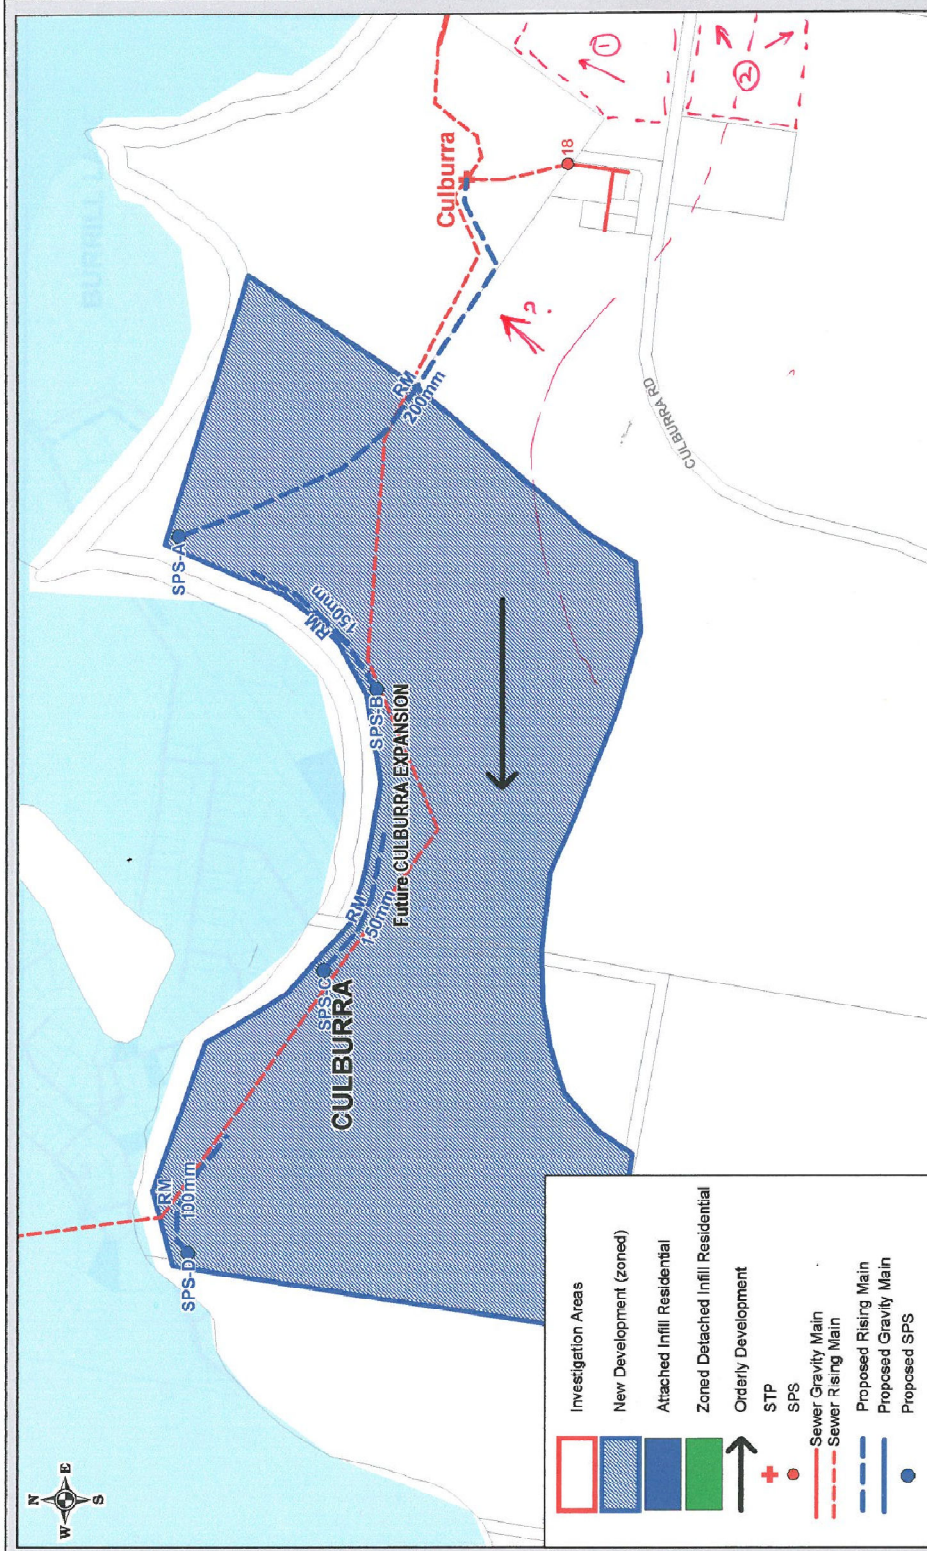 N
W E
S
BURRILL L
①
②
Culburra
18
?
RM
200mm
CULBURRA RD
SPS-A
RM
150mm
SPS-B
Future CULBURRA EXPANSION
RM
150mm
SPS-C
CULBURRA
RM
100mm
SPS-D
Investigation Areas
New Development (zoned)
Attached Infill Residential
Zoned Detached Infill Residential
Orderly Development
STP
SPS
Sewer Gravity Main
Sewer Rising Main
Proposed Rising Main
Proposed Gravity Main
Proposed SPS